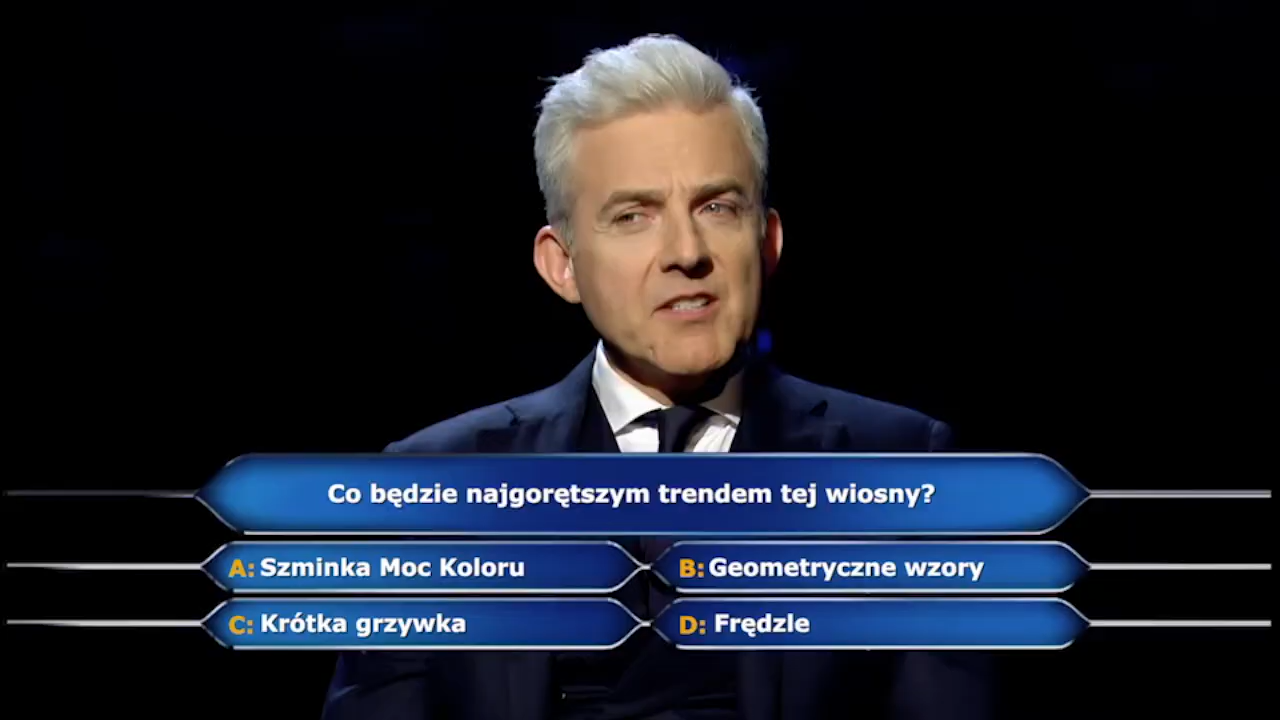 Co będzie najgorętszym trendem tej wiosny?
A: Szminka Moc Koloru
B: Geometryczne wzory
C: Krótka grzywka
D: Frędzle